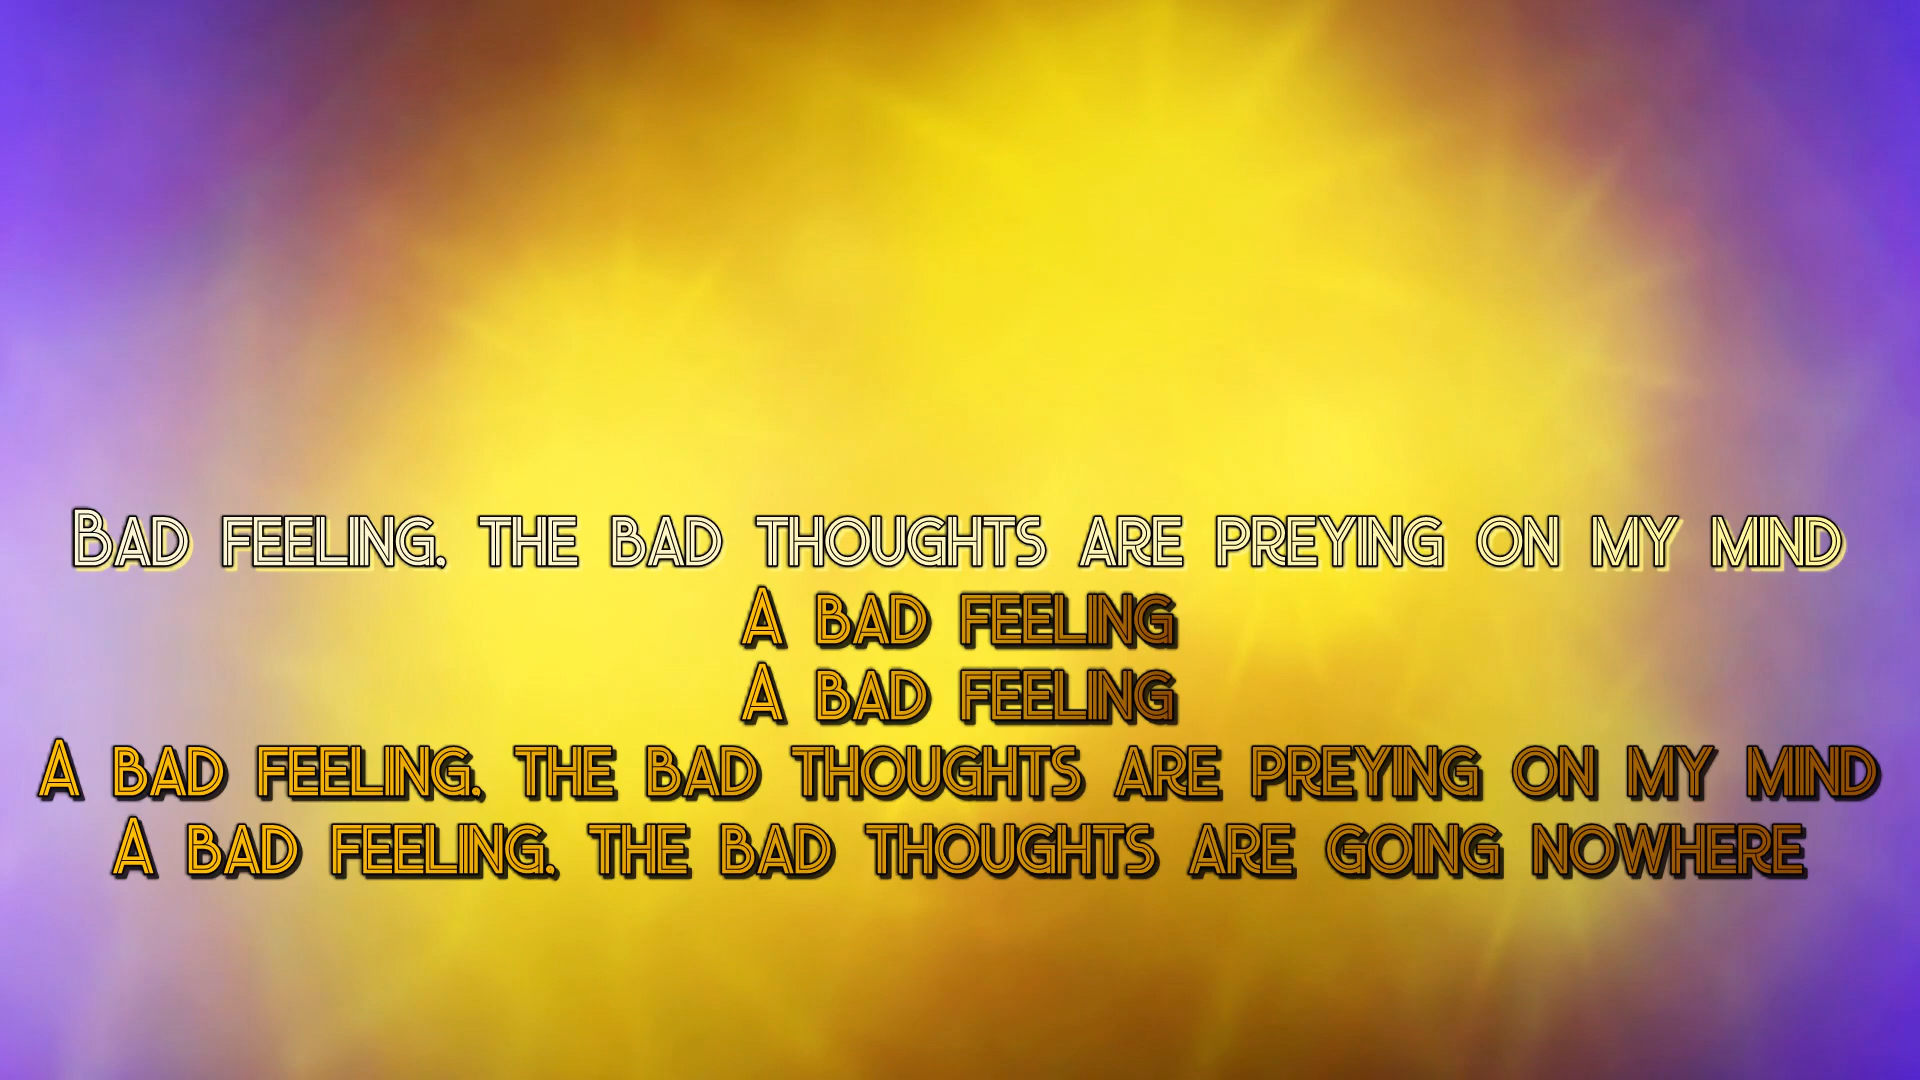 Bad feeling, the bad thoughts are preying on my mind
A bad feeling
A bad feeling
A bad feeling, the bad thoughts are preying on my mind
A bad feeling, the bad thoughts are going nowhere